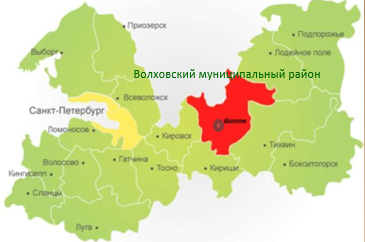 Приозерск
Подпорожье
Выборг
Лодейное поле
Волховский муниципальный район
Всеволожск
Санкт-Петербург
Волхов
Ломоносов
Кировск
Тихвин
Гатчина
Волосово
Тосно
Кириши
Бокситогорск
Кингисепп
Сланцы
Луга